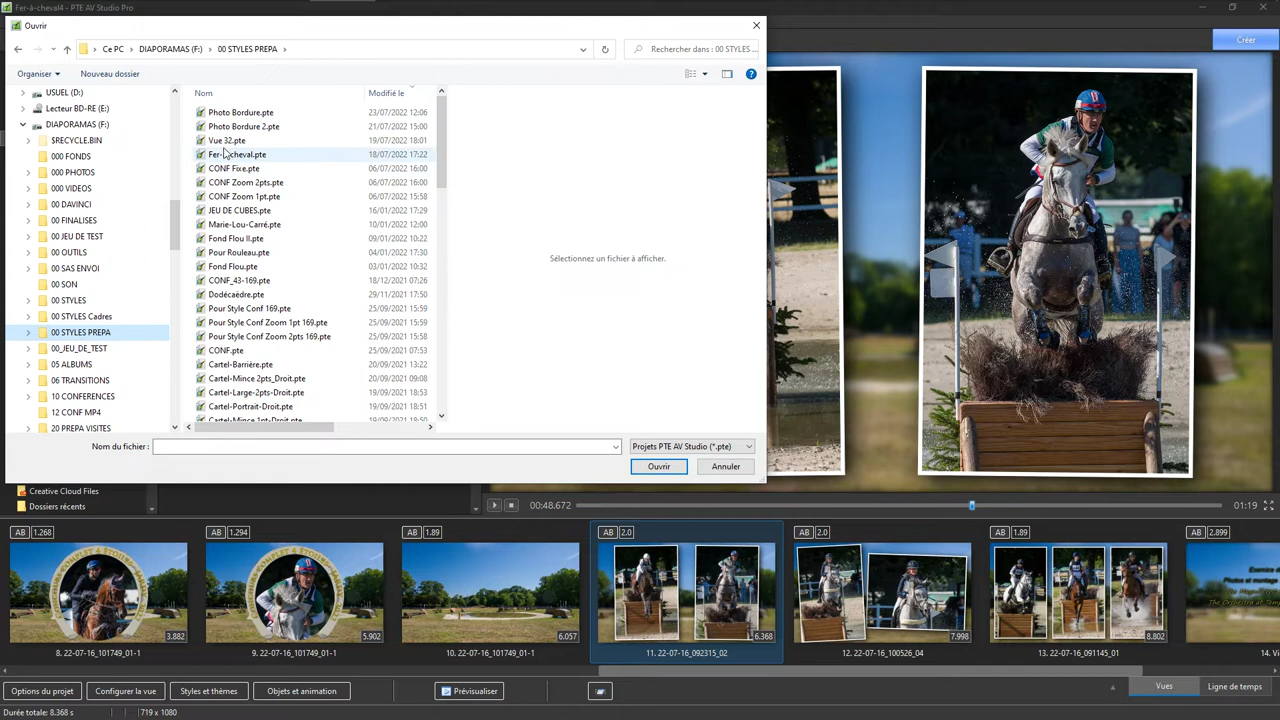 Fer-à-cheval4 - PTE AV Studio Pro
Ouvrir
Créer
Ce PC > DIAPORAMAS (F:) > 00 STYLES PREPA >
Rechercher dans : 00 STYLES ...
Organiser
Nouveau dossier
USUEL (D:)
Lecteur BD-RE (E:)
DIAPORAMAS (F:)
$RECYCLE.BIN
000 FONDS
000 PHOTOS
000 VIDEOS
00 DAVINCI
00 FINALISES
00 JEU DE TEST
00 OUTILS
00 SAS ENVOI
00 SON
00 STYLES
00 STYLES Cadres
00 STYLES PREPA
00_JEU_DE_TEST
05 ALBUMS
06 TRANSITIONS
10 CONFERENCES
12 CONF MP4
20 PREPA VISITES
Nom
Modifié le
Photo Bordure.pte 23/07/2022 12:06
Photo Bordure 2.pte 21/07/2022 15:00
Vue 32.pte 19/07/2022 18:01
Fer-à-cheval.pte 18/07/2022 17:22
CONF Fixe.pte 06/07/2022 16:00
CONF Zoom 2pts.pte 06/07/2022 16:00
CONF Zoom 1pt.pte 06/07/2022 15:58
JEU DE CUBES.pte 16/01/2022 17:29
Marie-Lou-Carré.pte 10/01/2022 12:00
Fond Flou II.pte 09/01/2022 10:22
Pour Rouleau.pte 04/01/2022 17:30
Fond Flou.pte 03/01/2022 10:32
CONF_43-169.pte 18/12/2021 07:26
Dodécaèdre.pte 29/11/2021 17:50
Pour Style Conf 169.pte 25/09/2021 15:59
Pour Style Conf Zoom 1pt 169.pte 25/09/2021 15:59
Pour Style Conf Zoom 2pts 169.pte 25/09/2021 15:58
CONF.pte 25/09/2021 07:53
Cartel-Barrière.pte 20/09/2021 13:22
Cartel-Mince 2pts_Droit.pte 20/09/2021 09:08
Cartel-Large-2pts-Droit.pte 19/09/2021 18:53
Cartel-Portrait-Droit.pte 19/09/2021 18:51
Cartel-Mince 1pt-Droit.pte 19/09/2021 18:50
Sélectionnez un fichier à afficher.
Nom du fichier :
Projets PTE AV Studio (*.pte)
Ouvrir
Annuler
Creative Cloud Files
Dossiers récents
00:48.672
01:19
AB 1.268
AB 1.294
AB 1.89
AB 2.0
AB 2.0
AB 1.89
AB 2.899
3.882
5.902
6.057
6.368
7.998
8.802
8. 22-07-16_101749_01-1
9. 22-07-16_101749_01-1
10. 22-07-16_101749_01-1
11. 22-07-16_092315_02
12. 22-07-16_100526_04
13. 22-07-16_091145_01
14. Vi
Options du projet
Configurer la vue
Styles et thèmes
Objets et animation
Prévisualiser
Vues
Ligne de temps
Durée totale: 8.368 s
719 x 1080